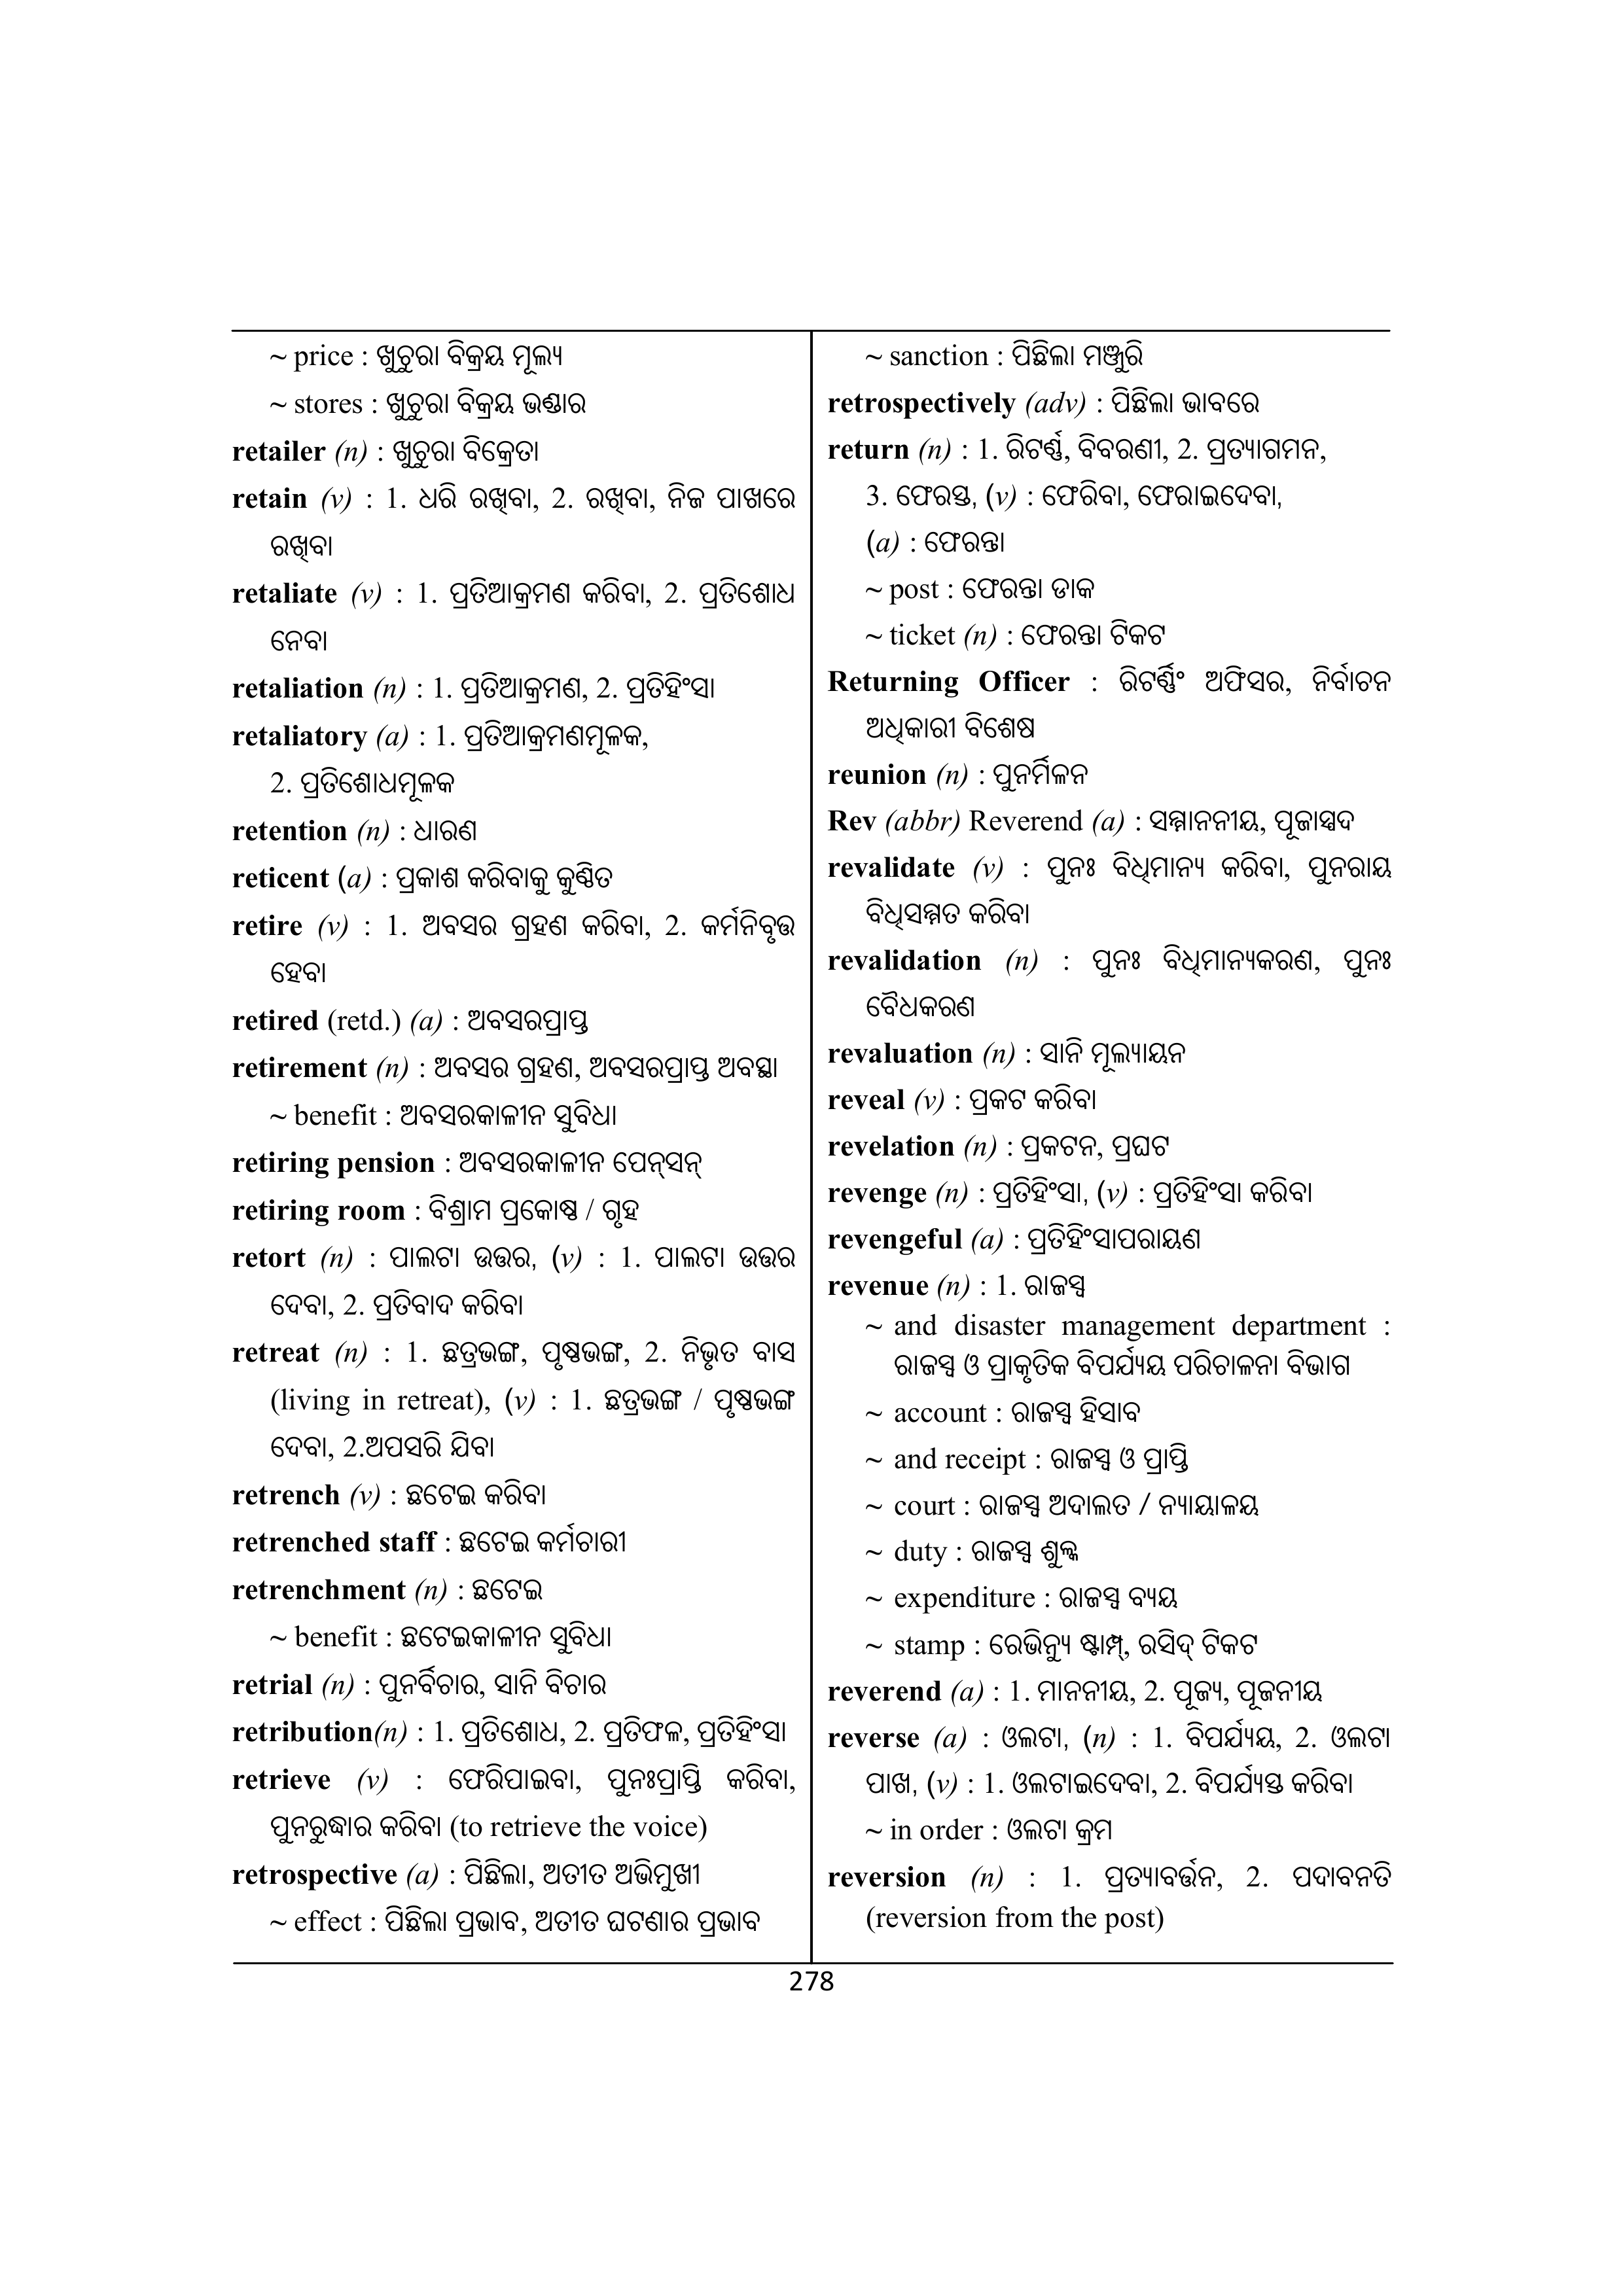 ~ price : ଖୁଚୁରା ବିକ୍ରୟ ମୂଲ୍ୟ
~ stores : ଖୁଚୁରା ବିକ୍ରୟ ଭଣ୍ଡାର
retailer (n) : ଖୁଚୁରା ବିକ୍ରେତା
retain (v) : 1. ଧରି ରଖିବା, 2. ରଖିବା, ନିଜ ପାଖରେ
ରଖିବା
retaliate (v) : 1. ପ୍ରତିଆକ୍ରମଣ କରିବା, 2. ପ୍ରତିଶୋଧ
ନେବା
retaliation (n) : 1. ପ୍ରତିଆକ୍ରମଣ, 2. ପ୍ରତିହିଂସା
retaliatory (a) : 1. ପ୍ରତିଆକ୍ରମଣମୂଳକ,
2. ପ୍ରତିଶୋଧମୂଳକ
retention (n) : ଧାରଣ
reticent (a) : ପ୍ରକାଶ କରିବାକୁ କୁଣ୍ଠିତ
retire (v) : 1. ଅବସର ଗ୍ରହଣ କରିବା, 2. କର୍ମନିବୃତ୍ତ
ହେବା
retired (retd.) (a) : ଅବସରପ୍ରାପ୍ତ
retirement (n) : ଅବସର ଗ୍ରହଣ, ଅବସରପ୍ରାପ୍ତ ଅବସ୍ଥା
~ benefit : ଅବସରକାଳୀନ ସୁବିଧା
retiring pension : ଅବସରକାଳୀନ ପେନ୍‌ସନ୍
retiring room : ବିଶ୍ରାମ ପ୍ରକୋଷ୍ଠ / ଗୃହ
retort (n) : ପାଲଟା ଉତ୍ତର, (v) : 1. ପାଲଟା ଉତ୍ତର
ଦେବା, 2. ପ୍ରତିବାଦ କରିବା
retreat (n) : 1. ଛତ୍ରଭଙ୍ଗ, ପୃଷ୍ଠଭଙ୍ଗ, 2. ନିଭୃତ ବାସ
(living in retreat), (v) : 1. ଛତ୍ରଭଙ୍ଗ / ପୃଷ୍ଠଭଙ୍ଗ
ଦେବା, 2.ଅପସରି ଯିବା
retrench (v) : ଛଟେଇ କରିବା
retrenched staff : ଛଟେଇ କର୍ମଚାରୀ
retrenchment (n) : ଛଟେଇ
~ benefit : ଛଟେଇକାଳୀନ ସୁବିଧା
retrial (n) : ପୁନର୍ବିଚାର, ସାନି ବିଚାର
retribution(n) : 1. ପ୍ରତିଶୋଧ, 2. ପ୍ରତିଫଳ, ପ୍ରତିହିଂସା
retrieve (v) : ଫେରିପାଇବା, ପୁନଃପ୍ରାପ୍ତି କରିବା,
ପୁନରୁଦ୍ଧାର କରିବା (to retrieve the voice)
retrospective (a) : ପିଛିଲା, ଅତୀତ ଅଭିମୁଖୀ
~ effect : ପିଛିଲା ପ୍ରଭାବ, ଅତୀତ ଘଟଣାର ପ୍ରଭାବ
~ sanction : ପିଛିଲା ମଞ୍ଜୁରି
retrospectively (adv) : ପିଛିଲା ଭାବରେ
return (n) : 1. ରିଟର୍ଣ୍ଣ, ବିବରଣୀ, 2. ପ୍ରତ୍ୟାଗମନ,
3. ଫେରସ୍ତ, (v) : ଫେରିବା, ଫେରାଇଦେବା,
(a) : ଫେରନ୍ତା
~ post : ଫେରନ୍ତା ଡାକ
~ ticket (n) : ଫେରନ୍ତା ଟିକଟ
Returning Officer : ରିଟର୍ଣ୍ଣିଂ ଅଫିସର, ନିର୍ବାଚନ
ଅଧିକାରୀ ବିଶେଷ
reunion (n) : ପୁନର୍ମିଳନ
Rev (abbr) Reverend (a) : ସମ୍ମାନନୀୟ, ପୂଜାସ୍ପଦ
revalidate (v) : ପୁନଃ ବିଧିମାନ୍ୟ କରିବା, ପୁନରାୟ
ବିଧିସମ୍ମତ କରିବା
revalidation (n) : ପୁନଃ ବିଧିମାନ୍ୟକରଣ, ପୁନଃ
ବୈଧକରଣ
revaluation (n) : ସାନି ମୂଲ୍ୟାୟନ
reveal (v) : ପ୍ରକଟ କରିବା
revelation (n) : ପ୍ରକଟନ, ପ୍ରଘଟ
revenge (n) : ପ୍ରତିହିଂସା, (v) : ପ୍ରତିହିଂସା କରିବା
revengeful (a) : ପ୍ରତିହିଂସାପରାୟଣ
revenue (n) : 1. ରାଜସ୍ୱ
~ and disaster management department :
ରାଜସ୍ୱ ଓ ପ୍ରାକୃତିକ ବିପର୍ଯ୍ୟୟ ପରିଚାଳନା ବିଭାଗ
~ account : ରାଜସ୍ୱ ହିସାବ
~ and receipt : ରାଜସ୍ୱ ଓ ପ୍ରାପ୍ତି
~ court : ରାଜସ୍ୱ ଅଦାଲତ / ନ୍ୟାୟାଳୟ
~ duty : ରାଜସ୍ୱ ଶୁଳ୍କ
~ expenditure : ରାଜସ୍ୱ ବ୍ୟୟ
~ stamp : ରେଭିନ୍ୟୁ ଷ୍ଟାମ୍ପ୍, ରସିଦ୍ ଟିକଟ
reverend (a) : 1. ମାନନୀୟ, 2. ପୂଜ୍ୟ, ପୂଜନୀୟ
reverse (a) : ଓଲଟା, (n) : 1. ବିପର୍ଯ୍ୟୟ, 2. ଓଲଟା
ପାଖ, (v) : 1. ଓଲଟାଇଦେବା, 2. ବିପର୍ଯ୍ୟସ୍ତ କରିବା
~ in order : ଓଲଟା କ୍ରମ
reversion (n) : 1. ପ୍ରତ୍ୟାବର୍ତ୍ତନ, 2. ପଦାବନତି
(reversion from the post)
278